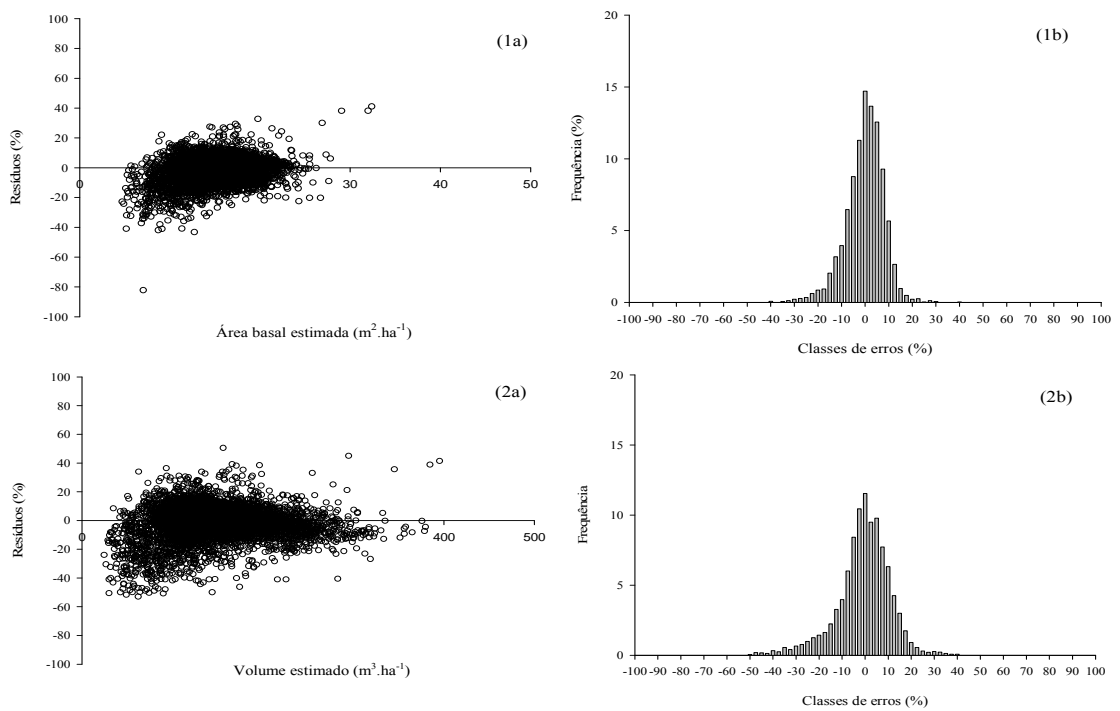 (1a)
Resíduos (%)
100
80
60
40
20
0
-20
-40
-60
-80
-100
0
30
40
50
Área basal estimada (m².ha⁻¹)
(1b)
Frequência (%)
20
15
10
5
0
-100 -90 -80 -70 -60 -50 -40 -30 -20 -10 0 10 20 30 40 50 60 70 80 90 100
Classes de erros (%)
(2a)
Resíduos (%)
100
80
60
40
20
0
-20
-40
-60
-80
-100
0
400
500
Volume estimado (m³.ha⁻¹)
(2b)
Frequência
20
15
10
5
0
-100 -90 -80 -70 -60 -50 -40 -30 -20 -10 0 10 20 30 40 50 60 70 80 90 100
Classes de erros (%)